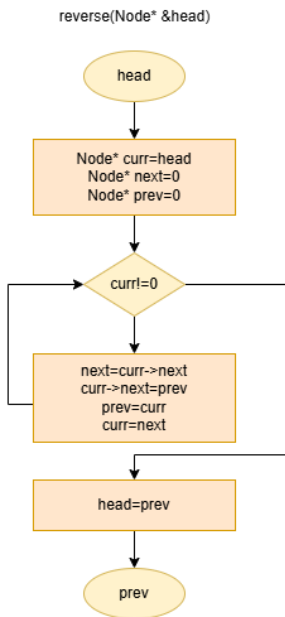 reverse(Node* &head)
head
Node* curr=head
Node* next=0
Node* prev=0
curr!=0
next=curr->next
curr->next=prev
prev=curr
curr=next
head=prev
prev